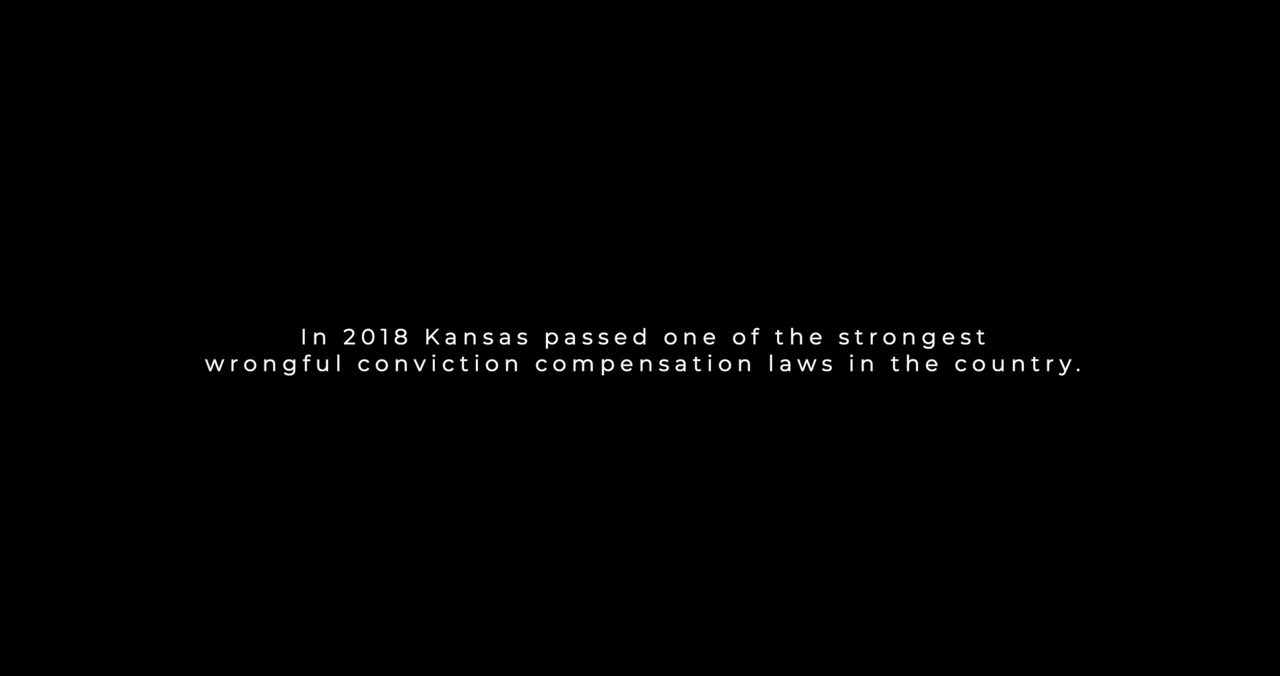 In 2018 Kansas passed one of the strongest
wrongful conviction compensation laws in the country.